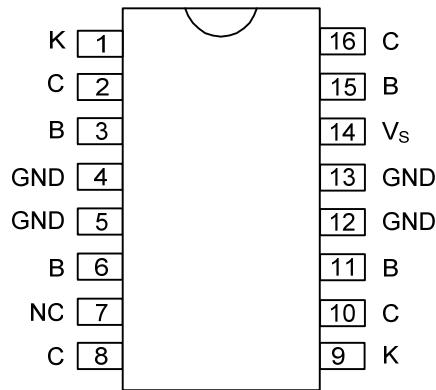 K 1 16 C
C 2 15 B
B 3 14 VS
GND 4 13 GND
GND 5 12 GND
B 6 11 B
NC 7 10 C
C 8 9 K